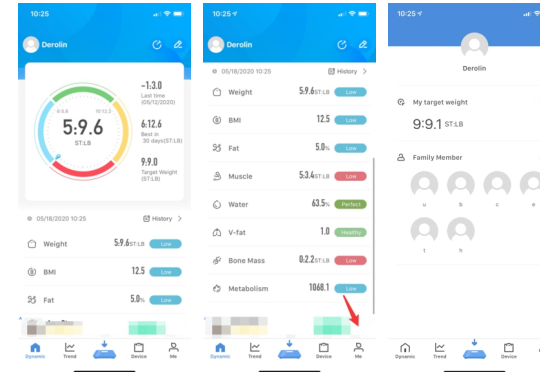 10:25
Derolin
-1:3.0
Last time
(05/12/2020)
6:12.6
Best in
30 days(ST:LB)
9.9.0
Target Weight
(ST:LB)
5:9.6
ST:LB
05/18/2020 10:25
History >
Weight 5:9.6ST:LB Low
BMI 12.5 Low
Fat 5.0% Low
Dynamic
Trend
Device
Me
10:25
Derolin
05/18/2020 10:25
History >
Weight 5:9.6ST:LB Low
BMI 12.5 Low
Fat 5.0% Low
Muscle 5:3.4ST:LB Low
Water 63.5% Perfect
V-fat 1.0 Healthy
Bone Mass 0:2.2ST:LB Low
Metabolism 1068.1 Low
Dynamic
Trend
Device
Me
10:25
Derolin
My target weight
9:9.1 ST:LB
Family Member
u
b
c
e
t
h
Dynamic
Trend
Device